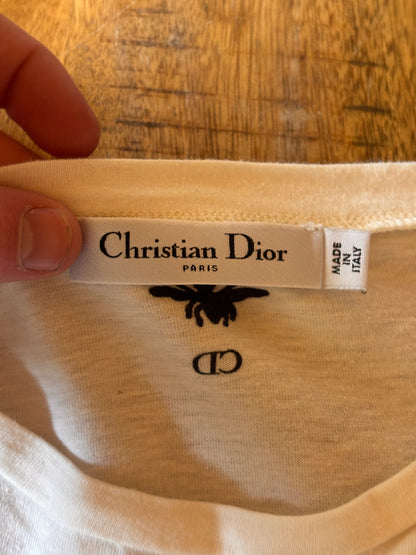 Christian Dior
PARIS
MADE
IN
ITALY
CD